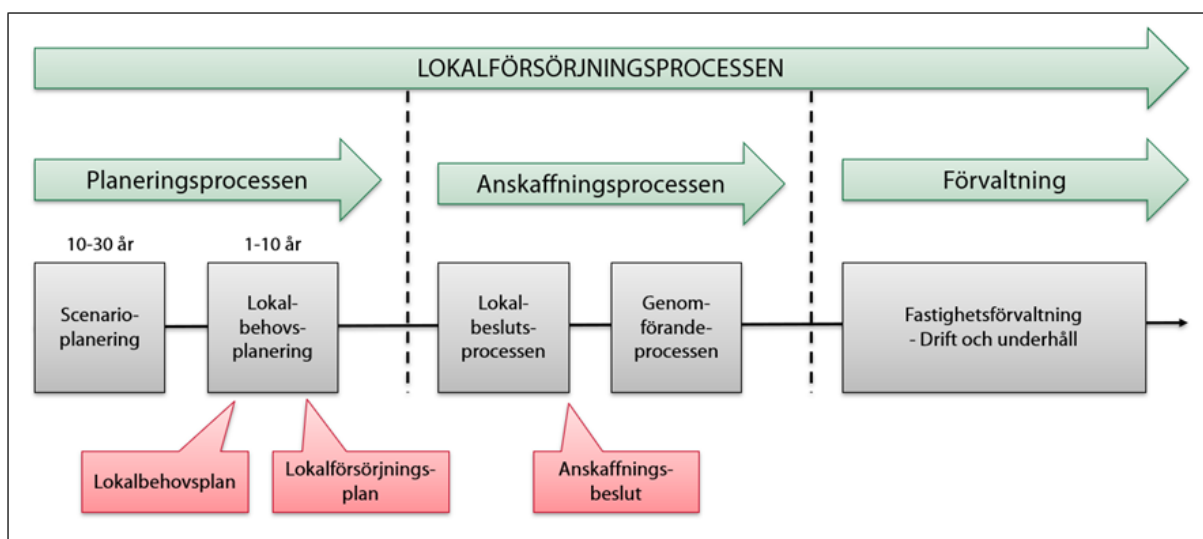 LOKALFÖRSÖRJNINGSPROCESSEN
Planeringsprocessen
Anskaffningsprocessen
Förvaltning
10-30 år
1-10 år
Scenario-
planering
Lokal-
behovs-
planering
Lokal-
besluts-
processen
Genom-
förande-
processen
Fastighetsförvaltning
- Drift och underhåll
Lokalbehovsplan
Lokalförsörjnings-
plan
Anskaffnings-
beslut